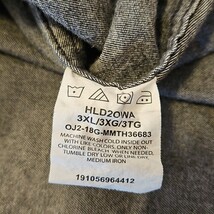 HLD20WA
3XL/3XG/3TG
OJ2-18G-MMTH36683
MACHINE WASH COLD INSIDE OUT
WITH LIKE COLORS, ONLY NON-
CHLORINE BLEACH WHEN NEEDED
TUMBLE DRY LOW OR LINE DRY
MEDIUM IRON
191056964412